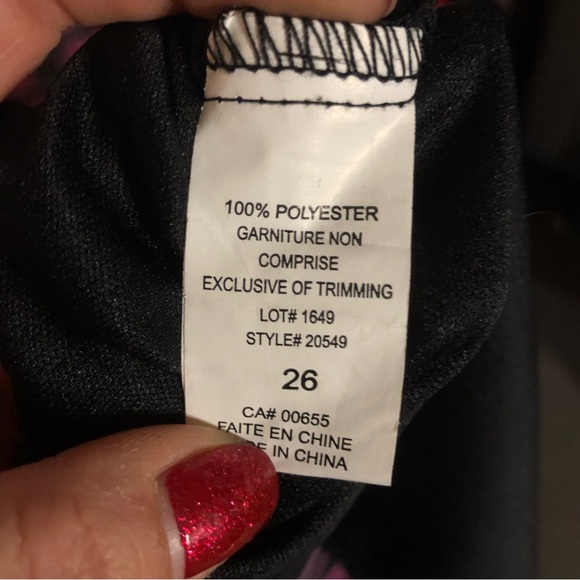 100% POLYESTER
GARNITURE NON
COMPRISE
EXCLUSIVE OF TRIMMING
LOT# 1649
STYLE# 20549
26
CA# 00655
FAITE EN CHINE
E IN CHINA